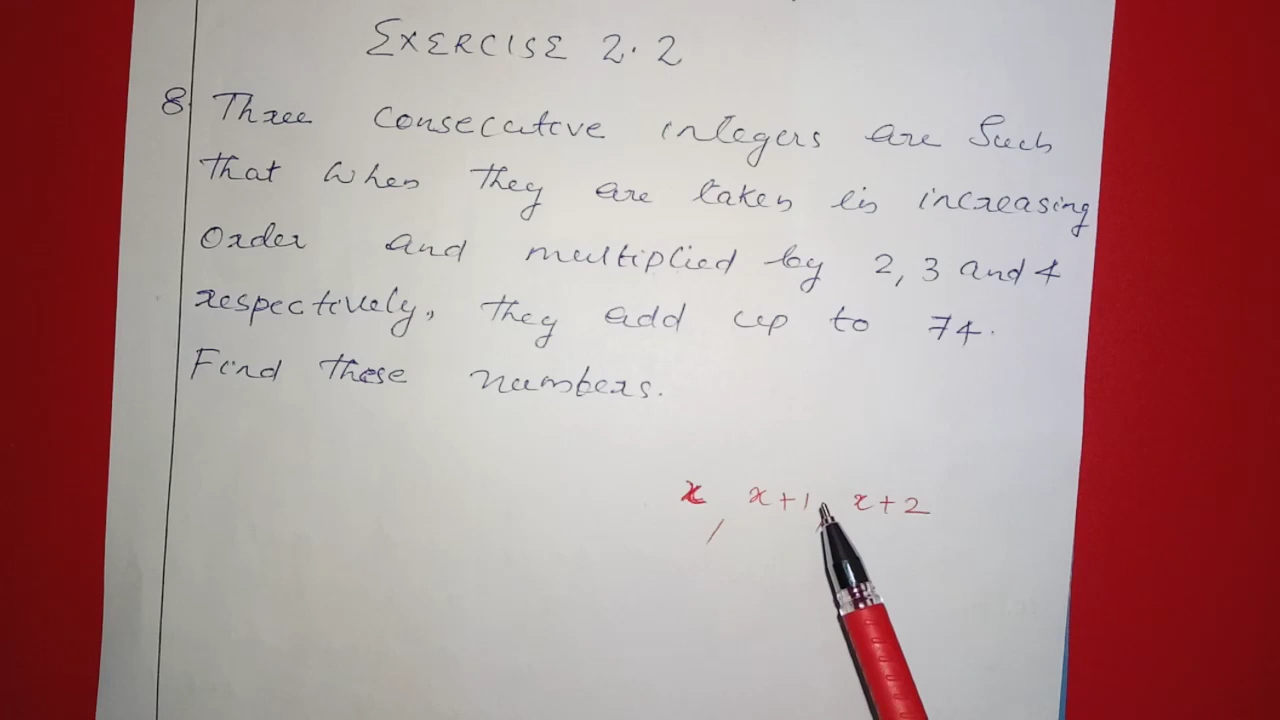 EXERCISE 2.2
8 Three consecutive integers are Such
that when they are taken in increasing
Order and multiplied by 2, 3 and 4
respectively, they add up to 74.
Find these numbers.
x, x+1, x+2